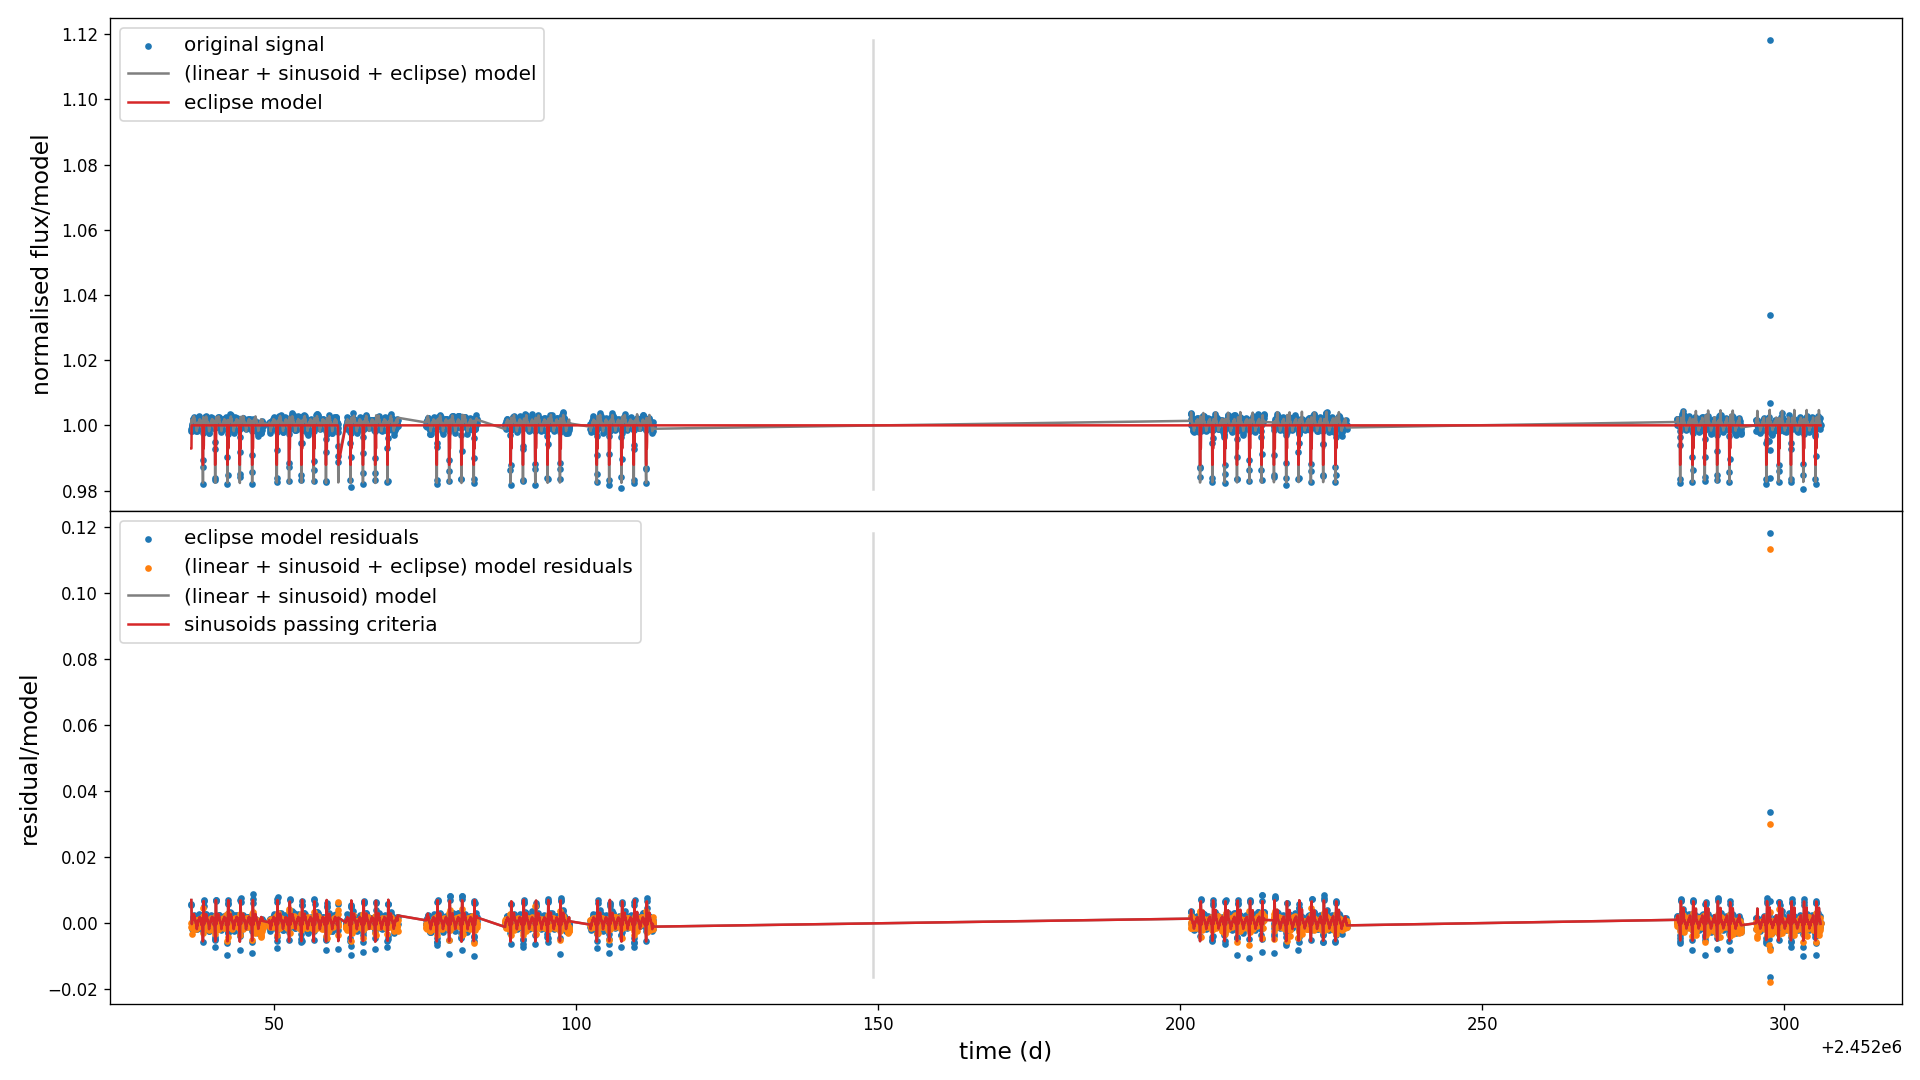 original signal
(linear + sinusoid + eclipse) model
eclipse model
normalised flux/model
1.12
1.10
1.08
1.06
1.04
1.02
1.00
0.98
eclipse model residuals
(linear + sinusoid + eclipse) model residuals
(linear + sinusoid) model
sinusoids passing criteria
residual/model
0.12
0.10
0.08
0.06
0.04
0.02
0.00
−0.02
50 100 150 200 250 300
time (d)
+2.452e6